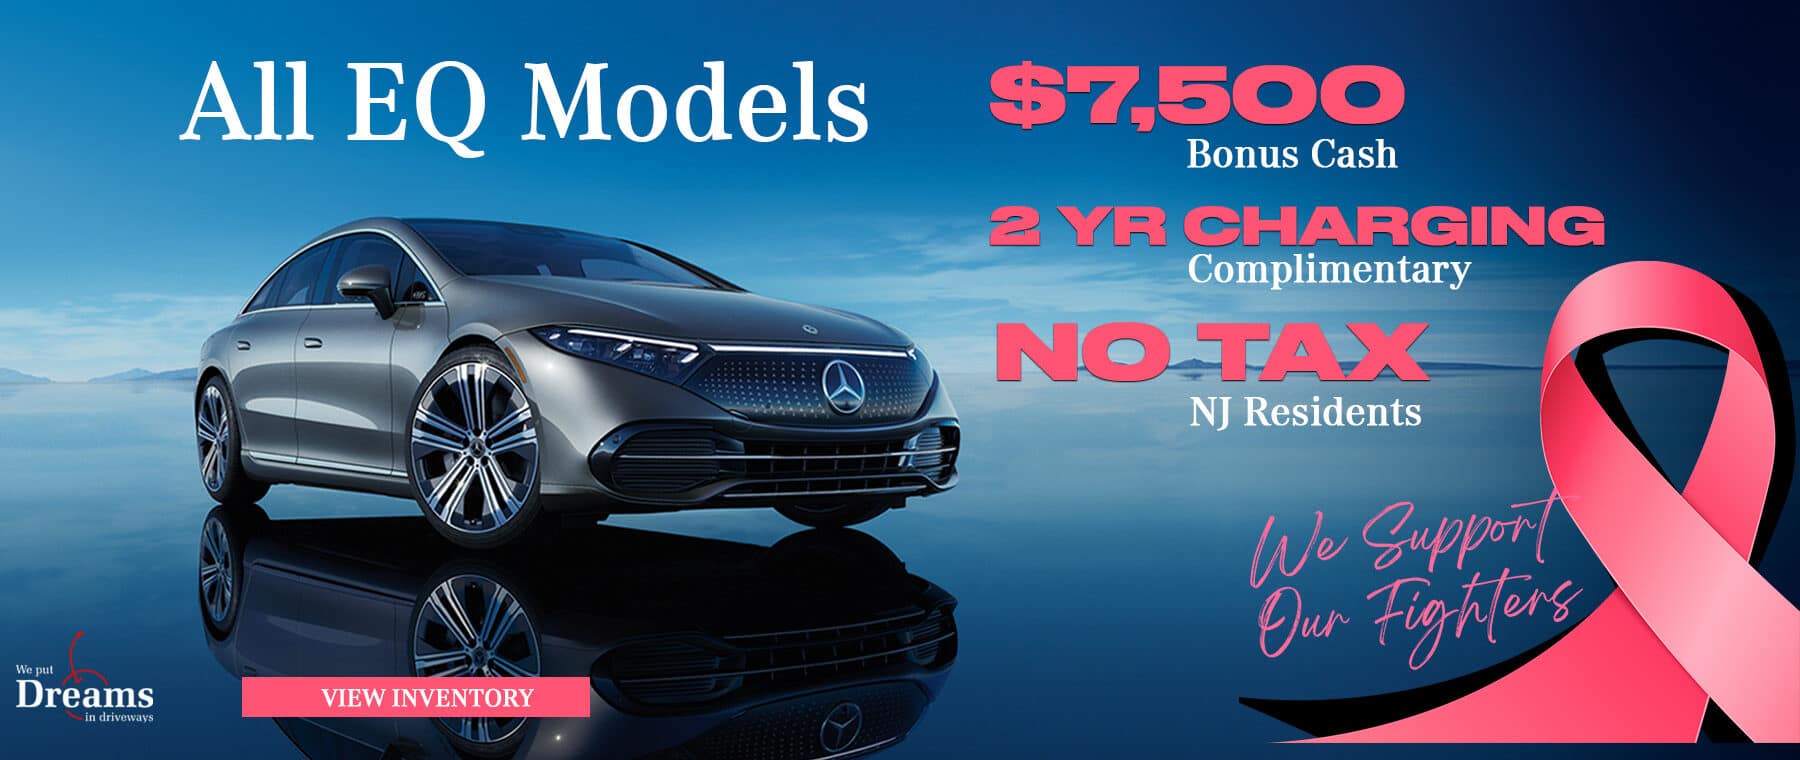 All EQ Models
$7,500
Bonus Cash
2 YR CHARGING
Complimentary
NO TAX
NJ Residents
We Support
Our Fighters
We put
Dreams
in driveways
VIEW INVENTORY